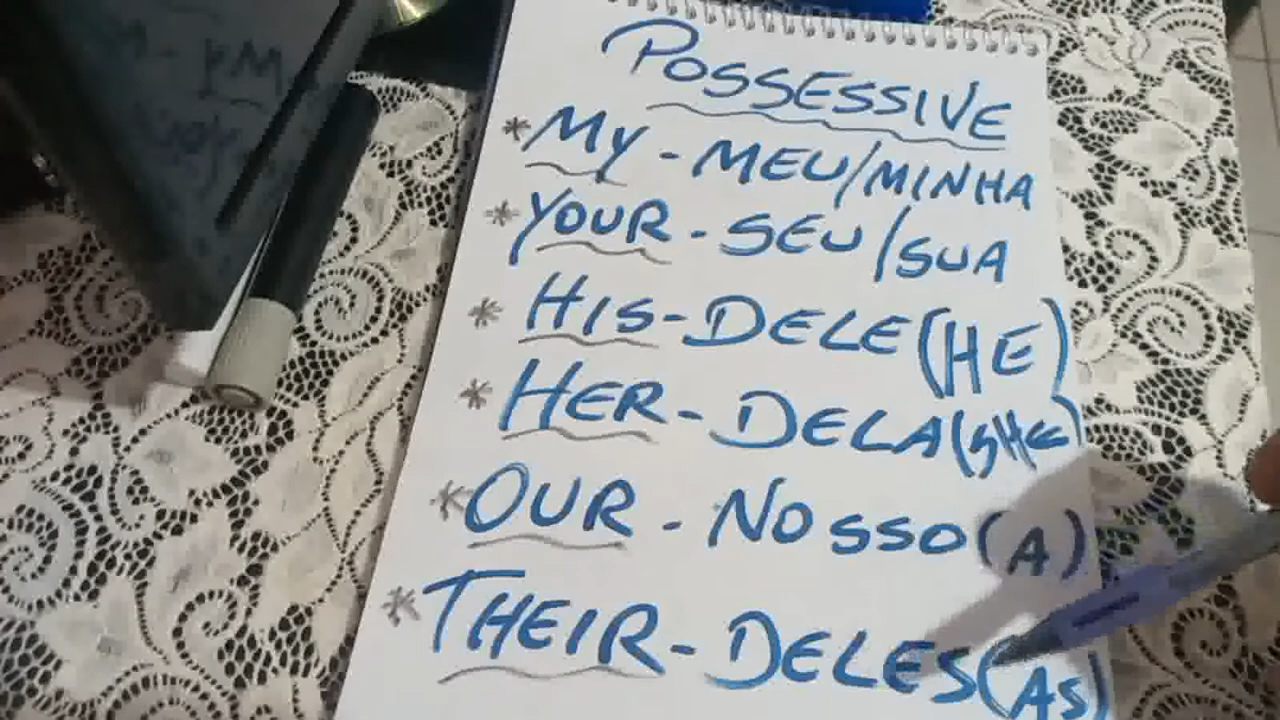 POSSESSIVE
* MY - MEU/MINHA
* YOUR - SEU/SUA
* HIS - DELE (HE)
* HER - DELA (SHE)
* OUR - NOSSO (A)
* THEIR - DELES (AS)